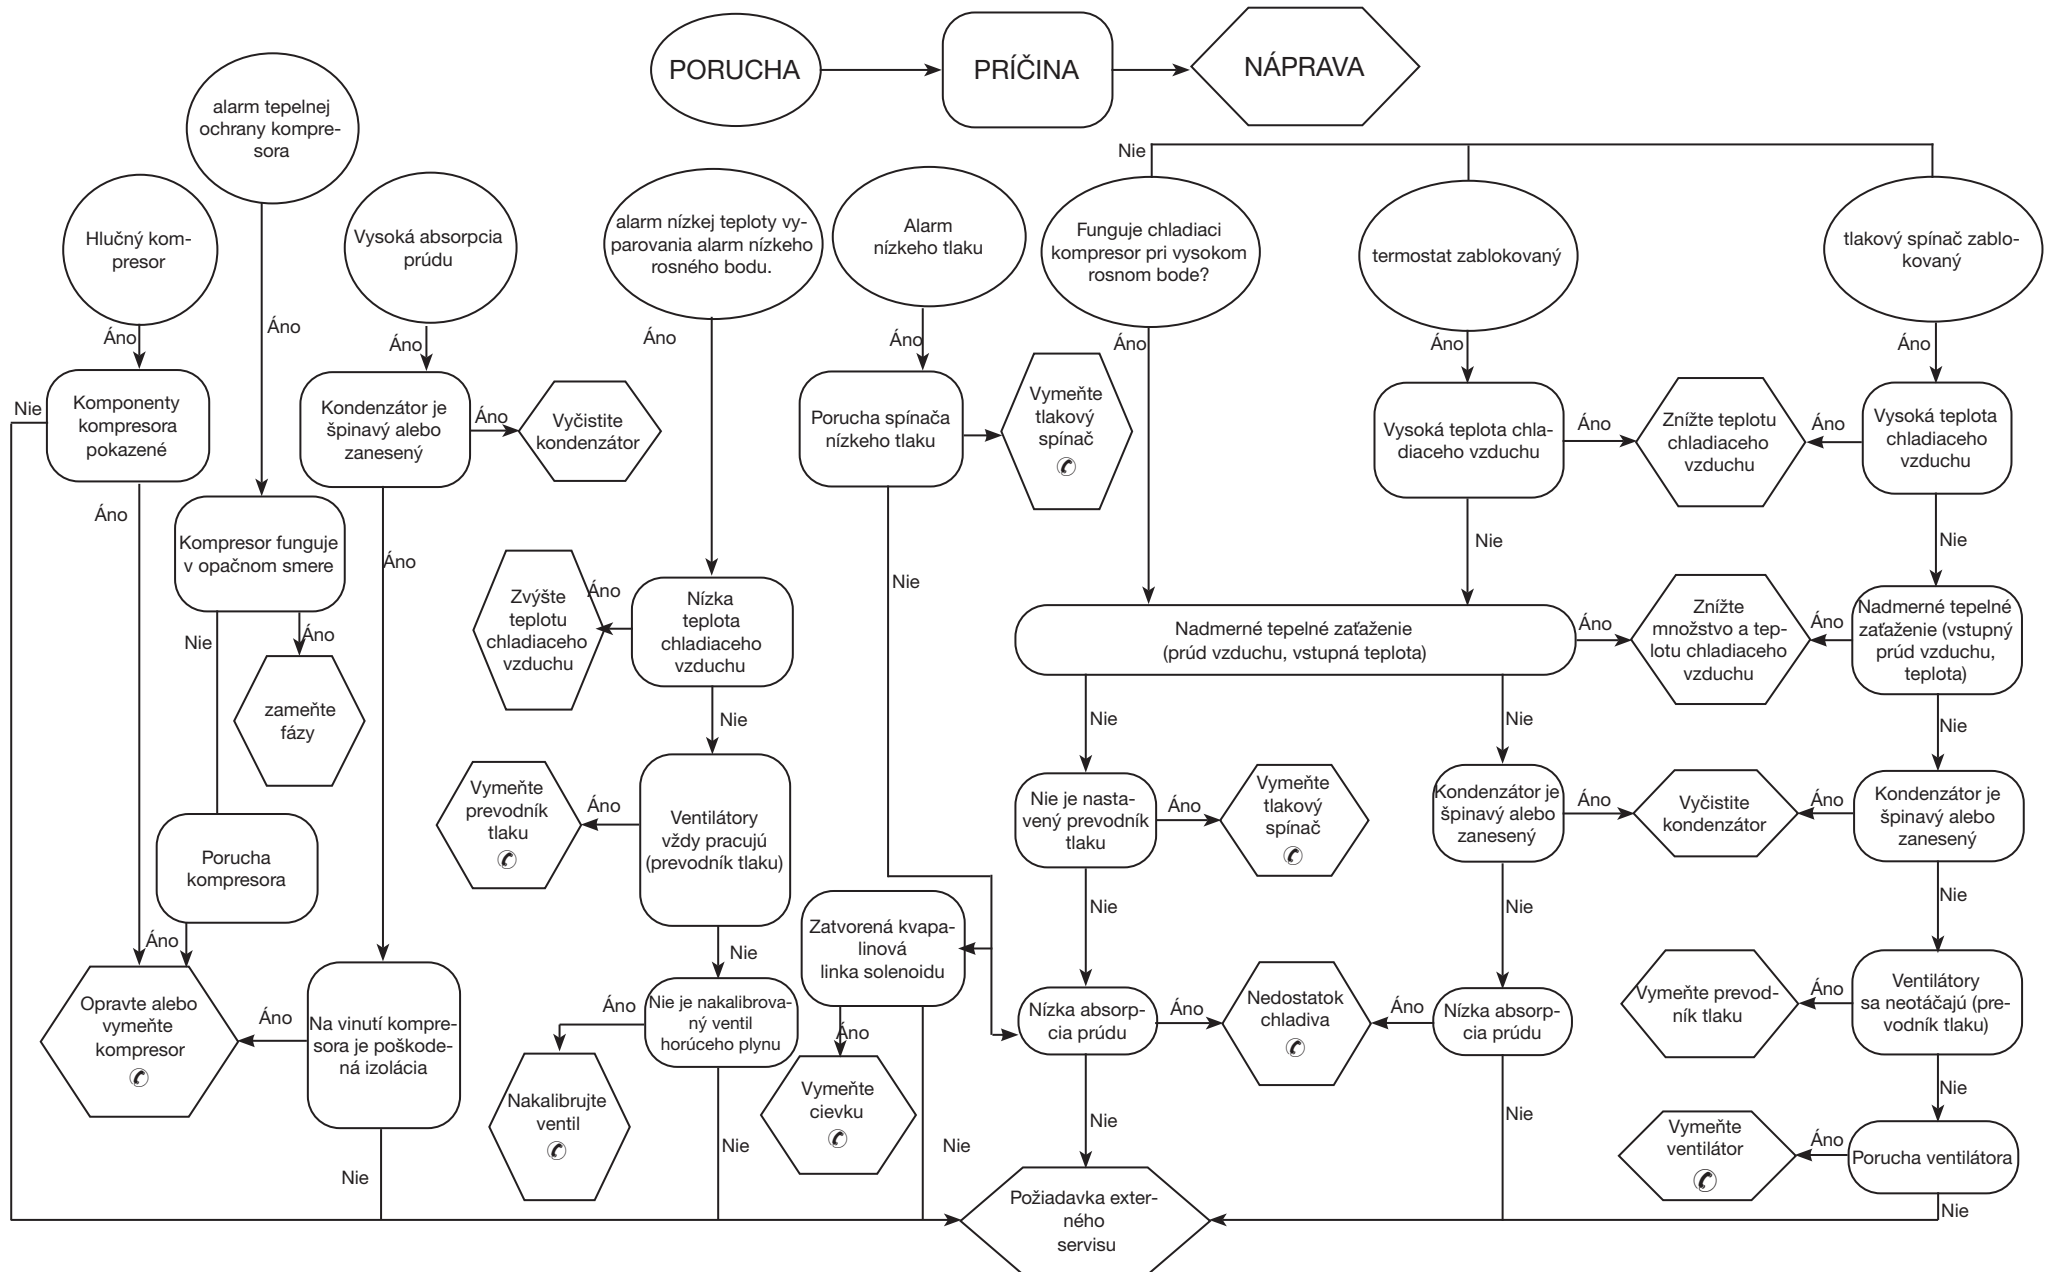 PORUCHA
PRÍČINA
NÁPRAVA
alarm tepelnej
ochrany kompre-
sora
Hlučný kom-
presor
Vysoká absorpcia
prúdu
alarm nízkej teploty vy-
parovania alarm nízkeho
rosného bodu.
Alarm
nízkeho tlaku
Nie
Funguje chladiaci
kompresor pri vysokom
rosnom bode?
termostat zablokovaný
tlakový spínač zablo-
kovaný
Áno
Áno
Áno
Áno
Áno
Áno
Áno
Áno
Nie
Komponenty
kompresora
pokazené
Kondenzátor je
špinavý alebo
zanesený
Áno
Vyčistite
kondenzátor
Porucha spínača
nízkeho tlaku
Vymeňte
tlakový
spínač
Vysoká teplota chla-
diaceho vzduchu
Áno
Znížte teplotu
chladiaceho
vzduchu
Áno
Vysoká teplota
chladiaceho
vzduchu
Áno
Kompresor funguje
v opačnom smere
Áno
Nie
Nie
Nie
Zvýšte
teplotu
chladiaceho
vzduchu
Áno
Nízka
teplota
chladiaceho
vzduchu
Nadmerné tepelné zaťaženie
(prúd vzduchu, vstupná teplota)
Áno
Znížte
množstvo a tep-
lotu chladiaceho
vzduchu
Áno
Nadmerné tepelné
zaťaženie (vstupný
prúd vzduchu,
teplota)
Nie
Áno
zameňte
fázy
Nie
Nie
Nie
Nie
Vymeňte
prevodník
tlaku
Áno
Ventilátory
vždy pracujú
(prevodník tlaku)
Nie je nasta-
vený prevodník
tlaku
Áno
Vymeňte
tlakový
spínač
Kondenzátor je
špinavý alebo
zanesený
Áno
Vyčistite
kondenzátor
Áno
Kondenzátor je
špinavý alebo
zanesený
Porucha
kompresora
Áno
Nie
Nie
Nie
Nie
Zatvorená kvapa-
linová
linka solenoidu
Opravte alebo
vymeňte
kompresor
Áno
Na vinutí kompre-
sora je poškode-
ná izolácia
Áno
Nie je nakalibrova-
ný ventil
horúceho plynu
Áno
Nízka absorp-
cia prúdu
Áno
Nedostatok
chladiva
Áno
Nízka absorp-
cia prúdu
Vymeňte prevod-
ník tlaku
Áno
Ventilátory
sa neotáčajú (pre-
vodník tlaku)
Nakalibrujte
ventil
Vymeňte
cievku
Nie
Nie
Nie
Nie
Nie
Nie
Vymeňte
ventilátor
Áno
Porucha ventilátora
Požiadavka exter-
ného
servisu
Nie